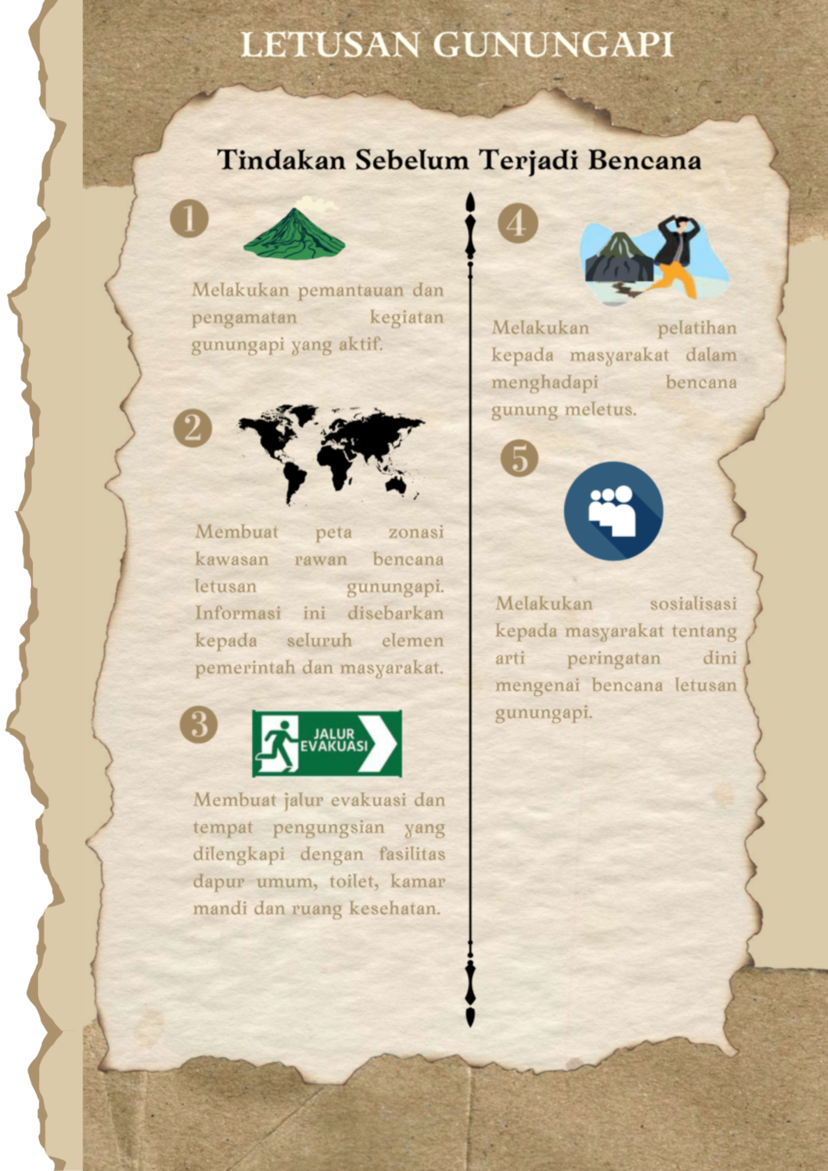 LETUSAN GUNUNGAPI
Tindakan Sebelum Terjadi Bencana
1
Melakukan pemantauan dan
pengamatan kegiatan
gunungapi yang aktif.
2
Membuat peta zonasi
kawasan rawan bencana
letusan gunungapi.
Informasi ini disebarkan
kepada seluruh elemen
pemerintah dan masyarakat.
3
JALUR
EVAKUASI
Membuat jalur evakuasi dan
tempat pengungsian yang
dilengkapi dengan fasilitas
dapur umum, toilet, kamar
mandi dan ruang kesehatan.
4
Melakukan pelatihan
kepada masyarakat dalam
menghadapi bencana
gunung meletus.
5
Melakukan sosialisasi
kepada masyarakat tentang
arti peringatan dini
mengenai bencana letusan
gunungapi.